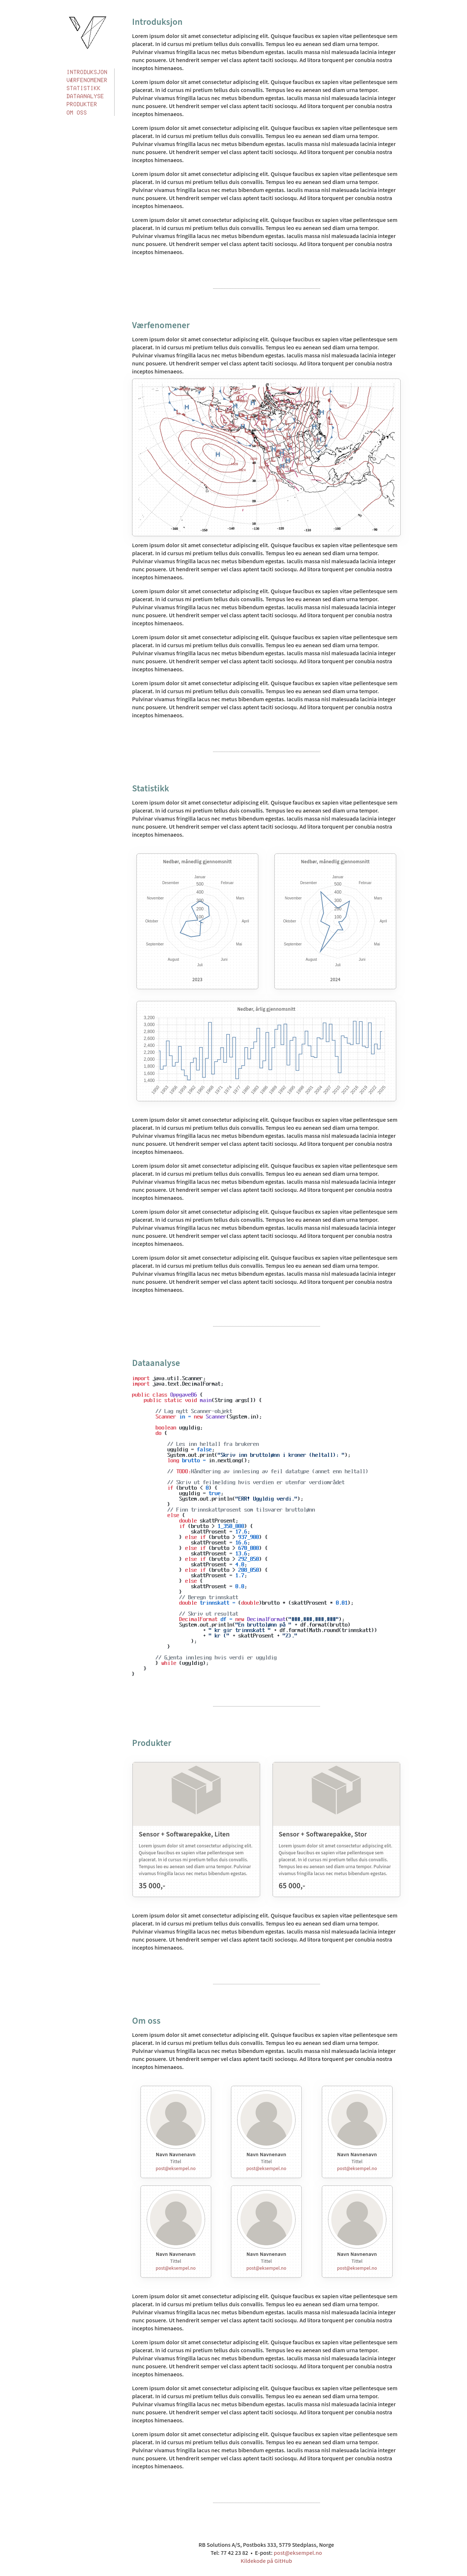 INTRODUKSJON
VÆRFENOMENER
STATISTIKK
DATAANALYSE
PRODUKTER
OM OSS
Introduksjon
Lorem ipsum dolor sit amet consectetur adipiscing elit. Quisque faucibus ex sapien vitae pellentesque sem
placerat. In id cursus mi pretium tellus duis convallis. Tempus leo eu aenean sed diam urna tempor.
Pulvinar vivamus fringilla lacus nec metus bibendum egestas. Iaculis massa nisl malesuada lacinia integer
nunc posuere. Ut hendrerit semper vel class aptent taciti sociosqu. Ad litora torquent per conubia nostra
inceptos himenaeos.
Lorem ipsum dolor sit amet consectetur adipiscing elit. Quisque faucibus ex sapien vitae pellentesque sem
placerat. In id cursus mi pretium tellus duis convallis. Tempus leo eu aenean sed diam urna tempor.
Pulvinar vivamus fringilla lacus nec metus bibendum egestas. Iaculis massa nisl malesuada lacinia integer
nunc posuere. Ut hendrerit semper vel class aptent taciti sociosqu. Ad litora torquent per conubia nostra
inceptos himenaeos.
Lorem ipsum dolor sit amet consectetur adipiscing elit. Quisque faucibus ex sapien vitae pellentesque sem
placerat. In id cursus mi pretium tellus duis convallis. Tempus leo eu aenean sed diam urna tempor.
Pulvinar vivamus fringilla lacus nec metus bibendum egestas. Iaculis massa nisl malesuada lacinia integer
nunc posuere. Ut hendrerit semper vel class aptent taciti sociosqu. Ad litora torquent per conubia nostra
inceptos himenaeos.
Lorem ipsum dolor sit amet consectetur adipiscing elit. Quisque faucibus ex sapien vitae pellentesque sem
placerat. In id cursus mi pretium tellus duis convallis. Tempus leo eu aenean sed diam urna tempor.
Pulvinar vivamus fringilla lacus nec metus bibendum egestas. Iaculis massa nisl malesuada lacinia integer
nunc posuere. Ut hendrerit semper vel class aptent taciti sociosqu. Ad litora torquent per conubia nostra
inceptos himenaeos.
Lorem ipsum dolor sit amet consectetur adipiscing elit. Quisque faucibus ex sapien vitae pellentesque sem
placerat. In id cursus mi pretium tellus duis convallis. Tempus leo eu aenean sed diam urna tempor.
Pulvinar vivamus fringilla lacus nec metus bibendum egestas. Iaculis massa nisl malesuada lacinia integer
nunc posuere. Ut hendrerit semper vel class aptent taciti sociosqu. Ad litora torquent per conubia nostra
inceptos himenaeos.
Værfenomener
Lorem ipsum dolor sit amet consectetur adipiscing elit. Quisque faucibus ex sapien vitae pellentesque sem
placerat. In id cursus mi pretium tellus duis convallis. Tempus leo eu aenean sed diam urna tempor.
Pulvinar vivamus fringilla lacus nec metus bibendum egestas. Iaculis massa nisl malesuada lacinia integer
nunc posuere. Ut hendrerit semper vel class aptent taciti sociosqu. Ad litora torquent per conubia nostra
inceptos himenaeos.
H
H
H
Lorem ipsum dolor sit amet consectetur adipiscing elit. Quisque faucibus ex sapien vitae pellentesque sem
placerat. In id cursus mi pretium tellus duis convallis. Tempus leo eu aenean sed diam urna tempor.
Pulvinar vivamus fringilla lacus nec metus bibendum egestas. Iaculis massa nisl malesuada lacinia integer
nunc posuere. Ut hendrerit semper vel class aptent taciti sociosqu. Ad litora torquent per conubia nostra
inceptos himenaeos.
Lorem ipsum dolor sit amet consectetur adipiscing elit. Quisque faucibus ex sapien vitae pellentesque sem
placerat. In id cursus mi pretium tellus duis convallis. Tempus leo eu aenean sed diam urna tempor.
Pulvinar vivamus fringilla lacus nec metus bibendum egestas. Iaculis massa nisl malesuada lacinia integer
nunc posuere. Ut hendrerit semper vel class aptent taciti sociosqu. Ad litora torquent per conubia nostra
inceptos himenaeos.
Lorem ipsum dolor sit amet consectetur adipiscing elit. Quisque faucibus ex sapien vitae pellentesque sem
placerat. In id cursus mi pretium tellus duis convallis. Tempus leo eu aenean sed diam urna tempor.
Pulvinar vivamus fringilla lacus nec metus bibendum egestas. Iaculis massa nisl malesuada lacinia integer
nunc posuere. Ut hendrerit semper vel class aptent taciti sociosqu. Ad litora torquent per conubia nostra
inceptos himenaeos.
Lorem ipsum dolor sit amet consectetur adipiscing elit. Quisque faucibus ex sapien vitae pellentesque sem
placerat. In id cursus mi pretium tellus duis convallis. Tempus leo eu aenean sed diam urna tempor.
Pulvinar vivamus fringilla lacus nec metus bibendum egestas. Iaculis massa nisl malesuada lacinia integer
nunc posuere. Ut hendrerit semper vel class aptent taciti sociosqu. Ad litora torquent per conubia nostra
inceptos himenaeos.
Statistikk
Lorem ipsum dolor sit amet consectetur adipiscing elit. Quisque faucibus ex sapien vitae pellentesque sem
placerat. In id cursus mi pretium tellus duis convallis. Tempus leo eu aenean sed diam urna tempor.
Pulvinar vivamus fringilla lacus nec metus bibendum egestas. Iaculis massa nisl malesuada lacinia integer
nunc posuere. Ut hendrerit semper vel class aptent taciti sociosqu. Ad litora torquent per conubia nostra
inceptos himenaeos.
Nedbør, månedlig gjennomsnitt
Januar
Desember 500 Februar
400
November 300 Mars
200
100
Oktober April
September Mai
August Juni
Juli
2023
Nedbør, månedlig gjennomsnitt
Januar
Desember 500 Februar
400
November 300 Mars
200
100
Oktober April
September Mai
August Juni
Juli
2024
Nedbør, årlig gjennomsnitt
3,200
3,000
2,800
2,600
2,400
2,200
2,000
1,800
1,600
1,400
1950 1953 1956 1959 1962 1965 1968 1971 1974 1977 1980 1983 1986 1989 1992 1995 1998 2001 2004 2007 2010 2013 2016 2019 2022 2025
Lorem ipsum dolor sit amet consectetur adipiscing elit. Quisque faucibus ex sapien vitae pellentesque sem
placerat. In id cursus mi pretium tellus duis convallis. Tempus leo eu aenean sed diam urna tempor.
Pulvinar vivamus fringilla lacus nec metus bibendum egestas. Iaculis massa nisl malesuada lacinia integer
nunc posuere. Ut hendrerit semper vel class aptent taciti sociosqu. Ad litora torquent per conubia nostra
inceptos himenaeos.
Lorem ipsum dolor sit amet consectetur adipiscing elit. Quisque faucibus ex sapien vitae pellentesque sem
placerat. In id cursus mi pretium tellus duis convallis. Tempus leo eu aenean sed diam urna tempor.
Pulvinar vivamus fringilla lacus nec metus bibendum egestas. Iaculis massa nisl malesuada lacinia integer
nunc posuere. Ut hendrerit semper vel class aptent taciti sociosqu. Ad litora torquent per conubia nostra
inceptos himenaeos.
Lorem ipsum dolor sit amet consectetur adipiscing elit. Quisque faucibus ex sapien vitae pellentesque sem
placerat. In id cursus mi pretium tellus duis convallis. Tempus leo eu aenean sed diam urna tempor.
Pulvinar vivamus fringilla lacus nec metus bibendum egestas. Iaculis massa nisl malesuada lacinia integer
nunc posuere. Ut hendrerit semper vel class aptent taciti sociosqu. Ad litora torquent per conubia nostra
inceptos himenaeos.
Lorem ipsum dolor sit amet consectetur adipiscing elit. Quisque faucibus ex sapien vitae pellentesque sem
placerat. In id cursus mi pretium tellus duis convallis. Tempus leo eu aenean sed diam urna tempor.
Pulvinar vivamus fringilla lacus nec metus bibendum egestas. Iaculis massa nisl malesuada lacinia integer
nunc posuere. Ut hendrerit semper vel class aptent taciti sociosqu. Ad litora torquent per conubia nostra
inceptos himenaeos.
Dataanalyse
import java.util.Scanner;
import java.text.DecimalFormat;
public class OppgaveB6 {
public static void main(String args[]) {
// Lag nytt Scanner-objekt
Scanner in = new Scanner(System.in);
boolean ugyldig;
do {
// Les inn heltall fra brukeren
ugyldig = false;
System.out.print("Skriv inn bruttolønn i kroner (heltall): ");
long brutto = in.nextLong();
// TODO-Håndtering av innlesing av feil datatype (annet enn heltall)
// Skriv ut feilmelding hvis verdien er utenfor verdiområdet
if (brutto < 0) {
ugyldig = true;
System.out.println("ERR! Ugyldig verdi.");
}
// Finn trinnskattprosent som tilsvarer bruttolønn
else {
double skattProsent;
if (brutto > 1_350_000) {
skattProsent = 17.6;
} else if (brutto > 937_900) {
skattProsent = 16.6;
} else if (brutto > 670_000) {
skattProsent = 13.6;
} else if (brutto > 292_850) {
skattProsent = 4.0;
} else if (brutto > 208_050) {
skattProsent = 1.7;
} else {
skattProsent = 0.0;
}
// Beregn trinnskatt
double trinnskatt = (double)brutto * (skattProsent * 0.01);
// Skriv ut resultat
DecimalFormat df = new DecimalFormat("###,###,###,###");
System.out.println("En bruttolønn på " + df.format(brutto)
+ " kr gir trinnskatt " + df.format(Math.round(trinnskatt))
+ " kr (" + skattProsent + "%)."
);
}
// Gjenta innlesing hvis verdi er ugyldig
} while (ugyldig);
}
}
Produkter
Sensor + Softwarepakke, Liten
Lorem ipsum dolor sit amet consectetur adipiscing elit.
Quisque faucibus ex sapien vitae pellentesque sem
placerat. In id cursus mi pretium tellus duis convallis.
Tempus leo eu aenean sed diam urna tempor. Pulvinar
vivamus fringilla lacus nec metus bibendum egestas.
35 000,-
Sensor + Softwarepakke, Stor
Lorem ipsum dolor sit amet consectetur adipiscing elit.
Quisque faucibus ex sapien vitae pellentesque sem
placerat. In id cursus mi pretium tellus duis convallis.
Tempus leo eu aenean sed diam urna tempor. Pulvinar
vivamus fringilla lacus nec metus bibendum egestas.
65 000,-
Lorem ipsum dolor sit amet consectetur adipiscing elit. Quisque faucibus ex sapien vitae pellentesque sem
placerat. In id cursus mi pretium tellus duis convallis. Tempus leo eu aenean sed diam urna tempor.
Pulvinar vivamus fringilla lacus nec metus bibendum egestas. Iaculis massa nisl malesuada lacinia integer
nunc posuere. Ut hendrerit semper vel class aptent taciti sociosqu. Ad litora torquent per conubia nostra
inceptos himenaeos.
Om oss
Lorem ipsum dolor sit amet consectetur adipiscing elit. Quisque faucibus ex sapien vitae pellentesque sem
placerat. In id cursus mi pretium tellus duis convallis. Tempus leo eu aenean sed diam urna tempor.
Pulvinar vivamus fringilla lacus nec metus bibendum egestas. Iaculis massa nisl malesuada lacinia integer
nunc posuere. Ut hendrerit semper vel class aptent taciti sociosqu. Ad litora torquent per conubia nostra
inceptos himenaeos.
Navn Navnenavn
Tittel
post@eksempel.no
Navn Navnenavn
Tittel
post@eksempel.no
Navn Navnenavn
Tittel
post@eksempel.no
Navn Navnenavn
Tittel
post@eksempel.no
Navn Navnenavn
Tittel
post@eksempel.no
Navn Navnenavn
Tittel
post@eksempel.no
Lorem ipsum dolor sit amet consectetur adipiscing elit. Quisque faucibus ex sapien vitae pellentesque sem
placerat. In id cursus mi pretium tellus duis convallis. Tempus leo eu aenean sed diam urna tempor.
Pulvinar vivamus fringilla lacus nec metus bibendum egestas. Iaculis massa nisl malesuada lacinia integer
nunc posuere. Ut hendrerit semper vel class aptent taciti sociosqu. Ad litora torquent per conubia nostra
inceptos himenaeos.
Lorem ipsum dolor sit amet consectetur adipiscing elit. Quisque faucibus ex sapien vitae pellentesque sem
placerat. In id cursus mi pretium tellus duis convallis. Tempus leo eu aenean sed diam urna tempor.
Pulvinar vivamus fringilla lacus nec metus bibendum egestas. Iaculis massa nisl malesuada lacinia integer
nunc posuere. Ut hendrerit semper vel class aptent taciti sociosqu. Ad litora torquent per conubia nostra
inceptos himenaeos.
Lorem ipsum dolor sit amet consectetur adipiscing elit. Quisque faucibus ex sapien vitae pellentesque sem
placerat. In id cursus mi pretium tellus duis convallis. Tempus leo eu aenean sed diam urna tempor.
Pulvinar vivamus fringilla lacus nec metus bibendum egestas. Iaculis massa nisl malesuada lacinia integer
nunc posuere. Ut hendrerit semper vel class aptent taciti sociosqu. Ad litora torquent per conubia nostra
inceptos himenaeos.
Lorem ipsum dolor sit amet consectetur adipiscing elit. Quisque faucibus ex sapien vitae pellentesque sem
placerat. In id cursus mi pretium tellus duis convallis. Tempus leo eu aenean sed diam urna tempor.
Pulvinar vivamus fringilla lacus nec metus bibendum egestas. Iaculis massa nisl malesuada lacinia integer
nunc posuere. Ut hendrerit semper vel class aptent taciti sociosqu. Ad litora torquent per conubia nostra
inceptos himenaeos.
RB Solutions A/S, Postboks 333, 5779 Stedplass, Norge
Tel: 77 42 23 82 • E-post: post@eksempel.no
Kildekode på GitHub